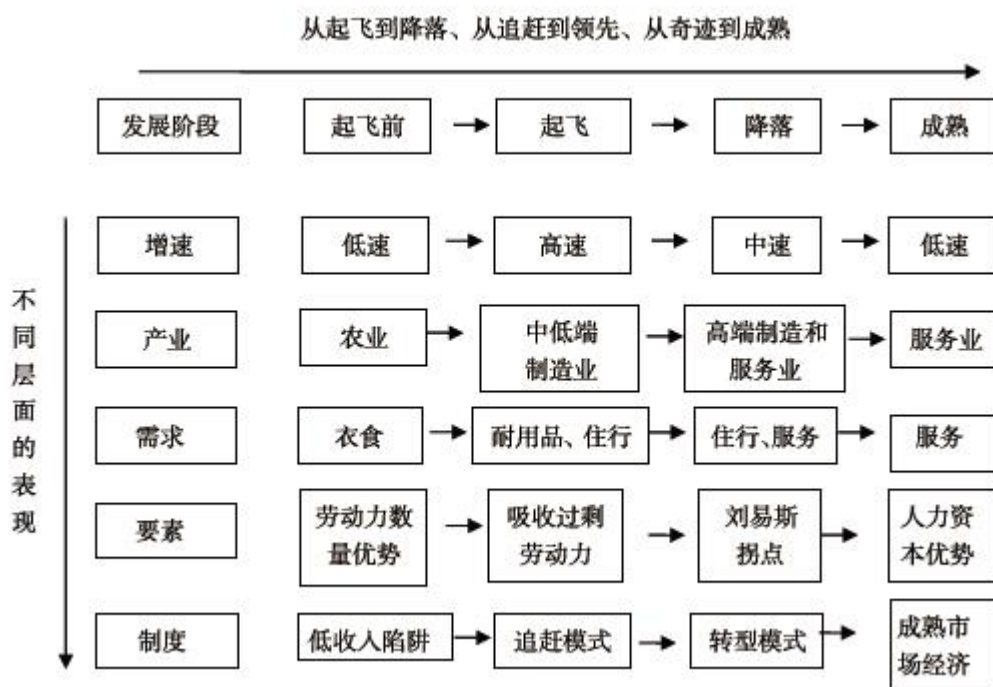 从起飞到降落、从追赶到领先、从奇迹到成熟
发展阶段
起飞前
起飞
降落
成熟
不同层面的表现
增速
低速
高速
中速
低速
产业
农业
中低端
制造业
高端制造和
服务业
服务业
需求
衣食
耐用品、住行
住行、服务
服务
要素
劳动力数
量优势
吸收过剩
劳动力
刘易斯
拐点
人力资
本优势
制度
低收人陷阱
追赶模式
转型模式
成熟市
场经济